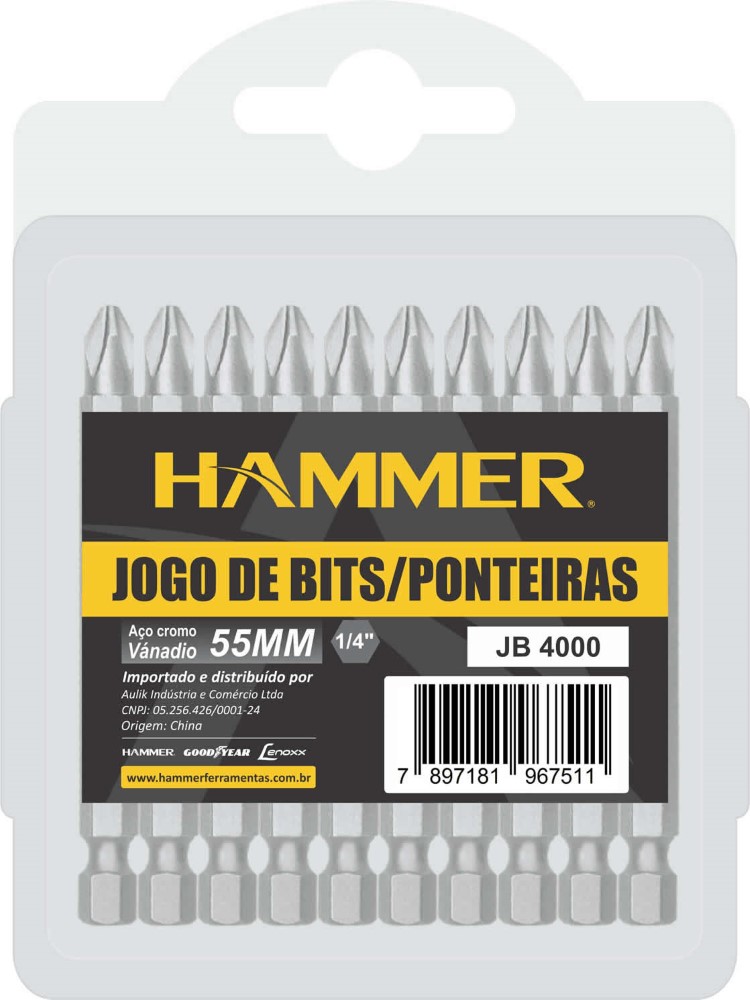 HAMMER®
JOGO DE BITS/PONTEIRAS
Aço cromo
Vánadio
55MM
1/4"
JB 4000
Importado e distribuído por
Aulik Indústria e Comércio Ltda
CNPJ: 05.256.426/0001-24
Origem: China
HAMMER GOODYEAR Lenoxx
www.hammerferramentas.com.br
7 897181 967511